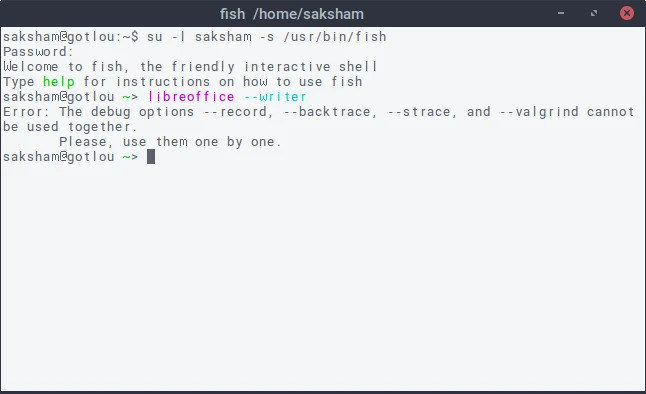 fish /home/saksham
saksham@gotlou:~$ su -l saksham -s /usr/bin/fish
Password:
Welcome to fish, the friendly interactive shell
Type help for instructions on how to use fish
saksham@gotlou ~> libreoffice --writer
Error: The debug options --record, --backtrace, --strace, and --valgrind cannot
be used together.
       Please, use them one by one.
saksham@gotlou ~>